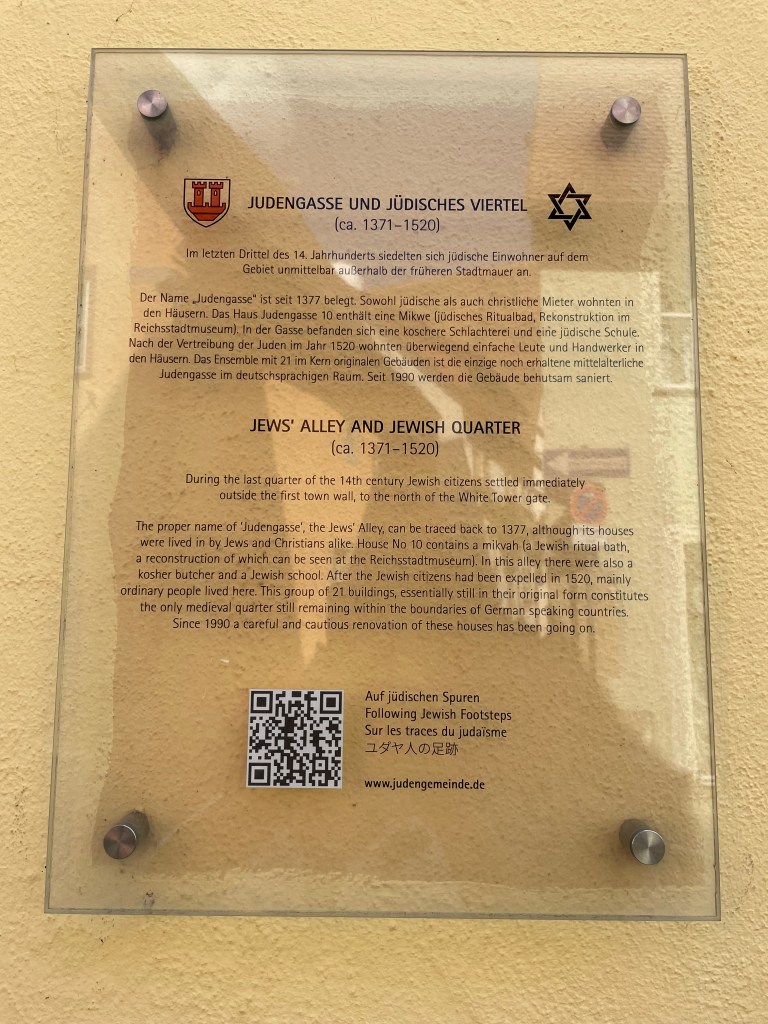 JUDENGASSE UND JÜDISCHES VIERTEL
(ca. 1371–1520)
Im letzten Drittel des 14. Jahrhunderts siedelten sich jüdische Einwohner auf dem
Gebiet unmittelbar außerhalb der früheren Stadtmauer an.
Der Name „Judengasse“ ist seit 1377 belegt. Sowohl jüdische als auch christliche Mieter wohnten in
den Häusern. Das Haus Judengasse 10 enthält eine Mikwe (jüdisches Ritualbad, Rekonstruktion im
Reichsstadtmuseum). In der Gasse befanden sich eine koschere Schlachterei und eine jüdische Schule.
Nach der Vertreibung der Juden im Jahr 1520 wohnten überwiegend einfache Leute und Handwerker in
den Häusern. Das Ensemble mit 21 im Kern originalen Gebäuden ist die einzige noch erhaltene mittelalterliche
Judengasse im deutschsprachigen Raum. Seit 1990 werden die Gebäude behutsam saniert.
JEWS’ ALLEY AND JEWISH QUARTER
(ca. 1371–1520)
During the last quarter of the 14th century Jewish citizens settled immediately
outside the first town wall, to the north of the White Tower gate.
The proper name of ‘Judengasse’, the Jews’ Alley, can be traced back to 1377, although its houses
were lived in by Jews and Christians alike. House No 10 contains a mikvah (a Jewish ritual bath,
a reconstruction of which can be seen at the Reichsstadtmuseum). In this alley there were also a
kosher butcher and a Jewish school. After the Jewish citizens had been expelled in 1520, mainly
ordinary people lived here. This group of 21 buildings, essentially still in their original form constitutes
the only medieval quarter still remaining within the boundaries of German speaking countries.
Since 1990 a careful and cautious renovation of these houses has been going on.
Auf jüdischen Spuren
Following Jewish Footsteps
Sur les traces du judaïsme
ユダヤ人の足跡
www.judengemeinde.de